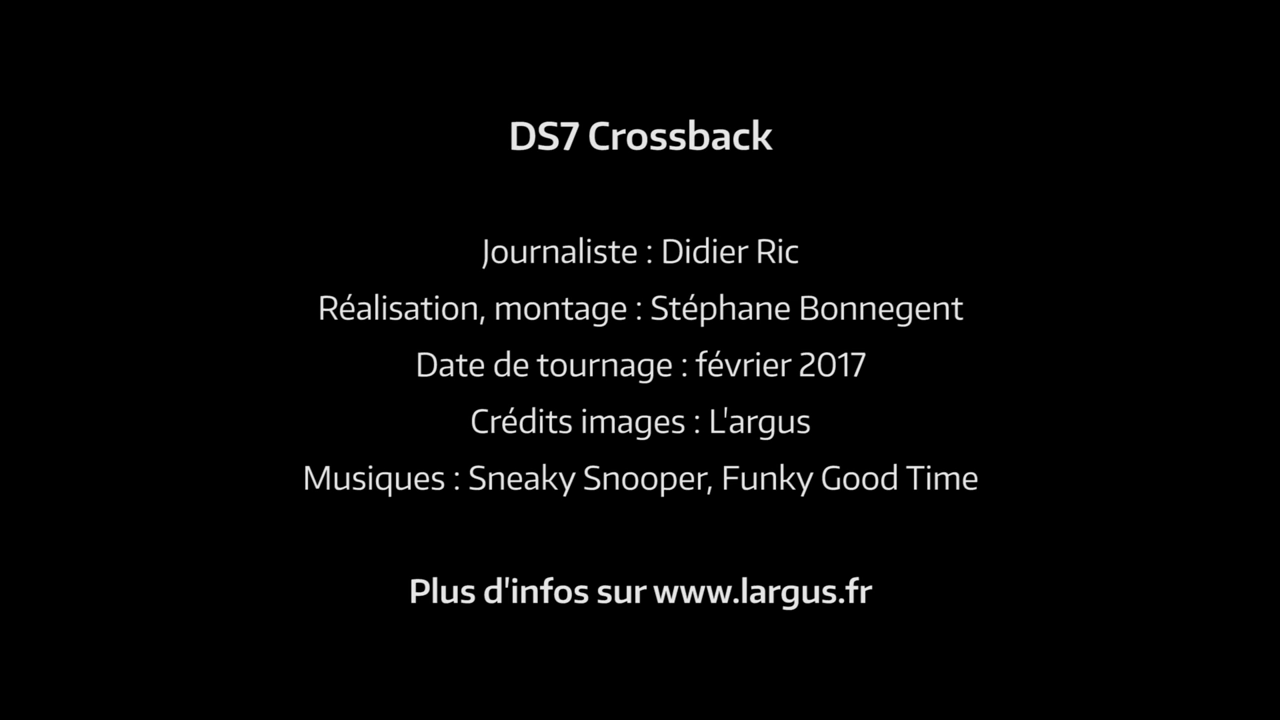 DS7 Crossback
Journaliste : Didier Ric
Réalisation, montage : Stéphane Bonnegent
Date de tournage : février 2017
Crédits images : L'argus
Musiques : Sneaky Snooper, Funky Good Time
Plus d'infos sur www.largus.fr